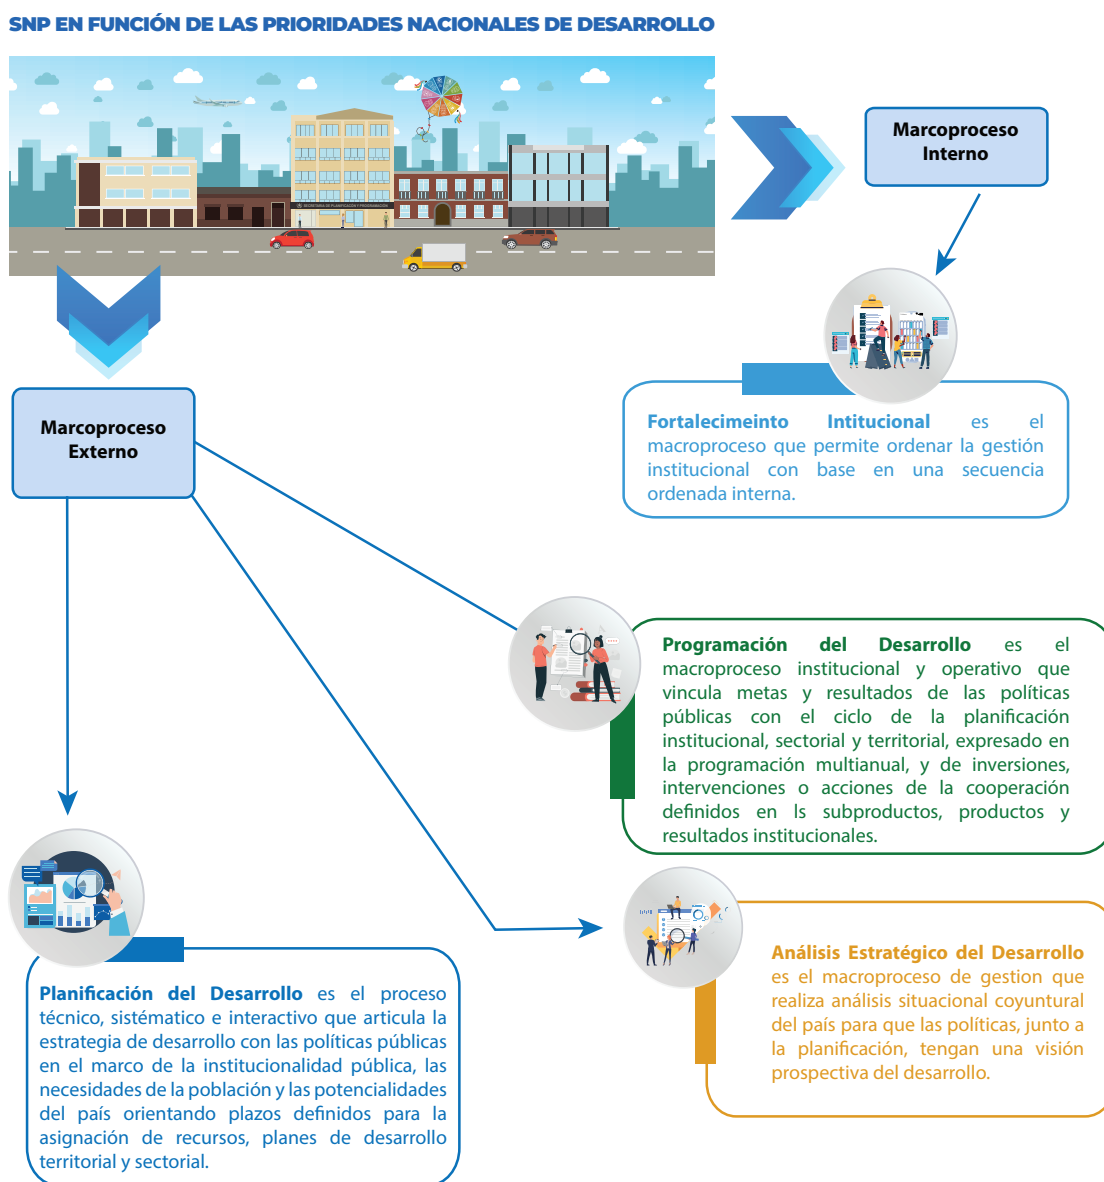 SNP EN FUNCIÓN DE LAS PRIORIDADES NACIONALES DE DESARROLLO
SECRETARÍA DE PLANIFICACIÓN Y PROGRAMACIÓN
Marcoproceso
Interno
Fortalecimeinto Intitucional es el
macroproceso que permite ordenar la gestión
institucional con base en una secuencia
ordenada interna.
Marcoproceso
Externo
Programación del Desarrollo es el
macroproceso institucional y operativo que
vincula metas y resultados de las políticas
públicas con el ciclo de la planificación
institucional, sectorial y territorial, expresado en
la programación multianual, y de inversiones,
intervenciones o acciones de la cooperación
definidos en ls subproductos, productos y
resultados institucionales.
Análisis Estratégico del Desarrollo
es el macroproceso de gestion que
realiza análisis situacional coyuntural
del país para que las políticas, junto a
la planificación, tengan una visión
prospectiva del desarrollo.
Planificación del Desarrollo es el proceso
técnico, sistématico e interactivo que articula la
estrategia de desarrollo con las políticas públicas
en el marco de la institucionalidad pública, las
necesidades de la población y las potencialidades
del país orientando plazos definidos para la
asignación de recursos, planes de desarrollo
territorial y sectorial.